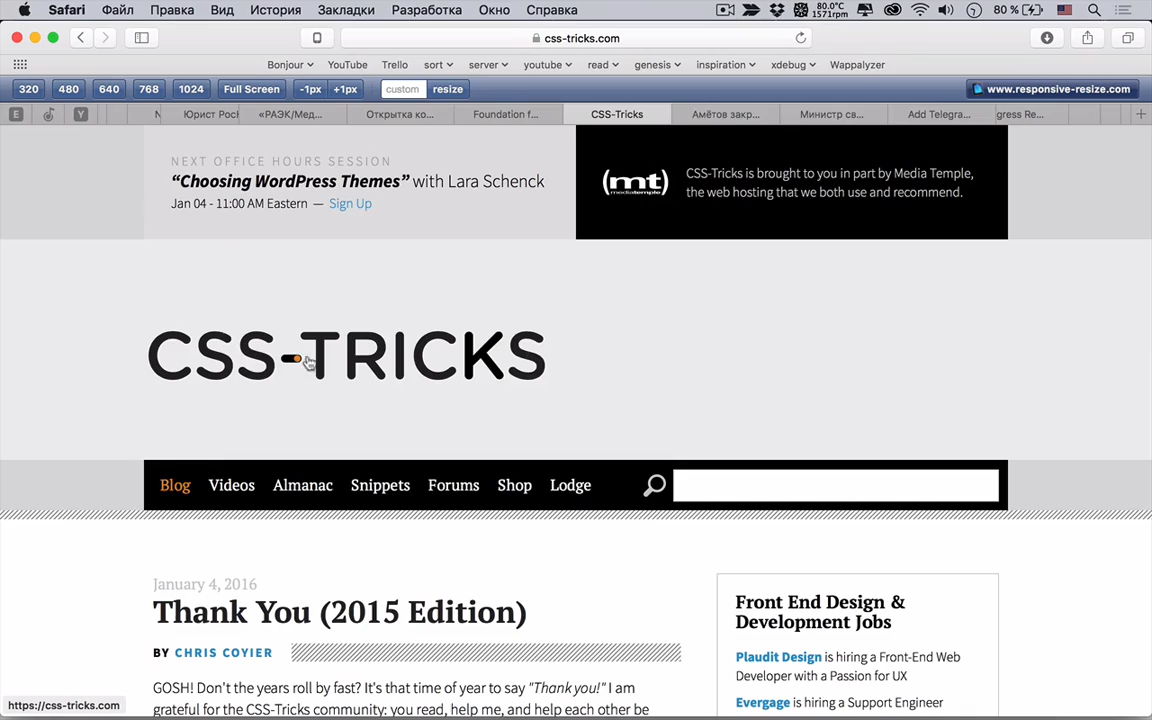 Safari Файл Правка Вид История Закладки Разработка Окно Справка 80.0°C 1571rpm 80 %
css-tricks.com
Bonjour YouTube Trello sort server youtube read genesis inspiration xdebug Wappalyzer
320 480 640 768 1024 Full Screen -1px +1px custom resize www.responsive-resize.com
E Y N Юрист Росі «РАЭК/Мед... Открытка ко... Foundation f... CSS-Tricks Амётов закр... Министр св... Add Telegra... gress Re...
NEXT OFFICE HOURS SESSION
“Choosing WordPress Themes” with Lara Schenck
Jan 04 - 11:00 AM Eastern — Sign Up
(mt) mediatemple
CSS-Tricks is brought to you in part by Media Temple,
the web hosting that we both use and recommend.
CSS-TRICKS
Blog Videos Almanac Snippets Forums Shop Lodge
January 4, 2016
Thank You (2015 Edition)
BY CHRIS COYIER
GOSH! Don't the years roll by fast? It's that time of year to say "Thank you!" I am
grateful for the CSS-Tricks community: you read, help me, and help each other be
Front End Design &
Development Jobs
Plaudit Design is hiring a Front-End Web
Developer with a Passion for UX
Evergage is hiring a Support Engineer
https://css-tricks.com